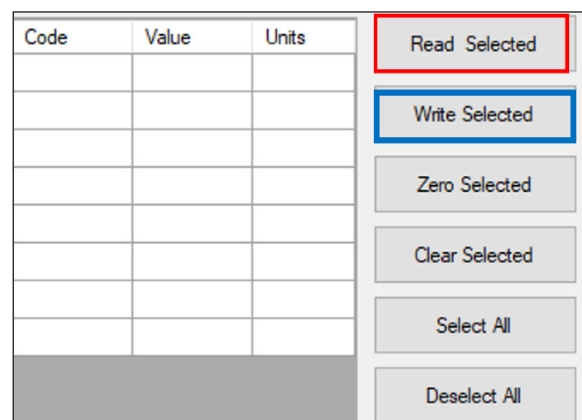 Code Value Units
Read Selected
Write Selected
Zero Selected
Clear Selected
Select All
Deselect All